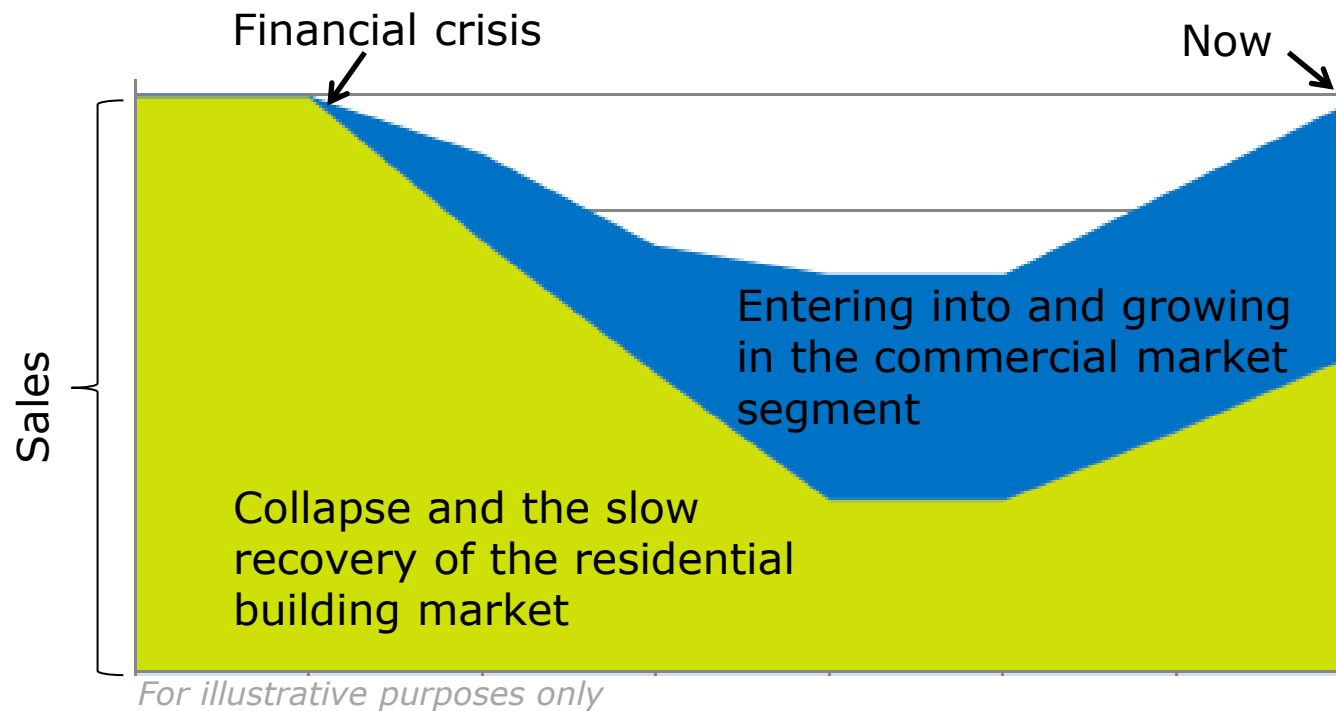 Financial crisis
Now
Sales
Entering into and growing
in the commercial market
segment
Collapse and the slow
recovery of the residential
building market
For illustrative purposes only